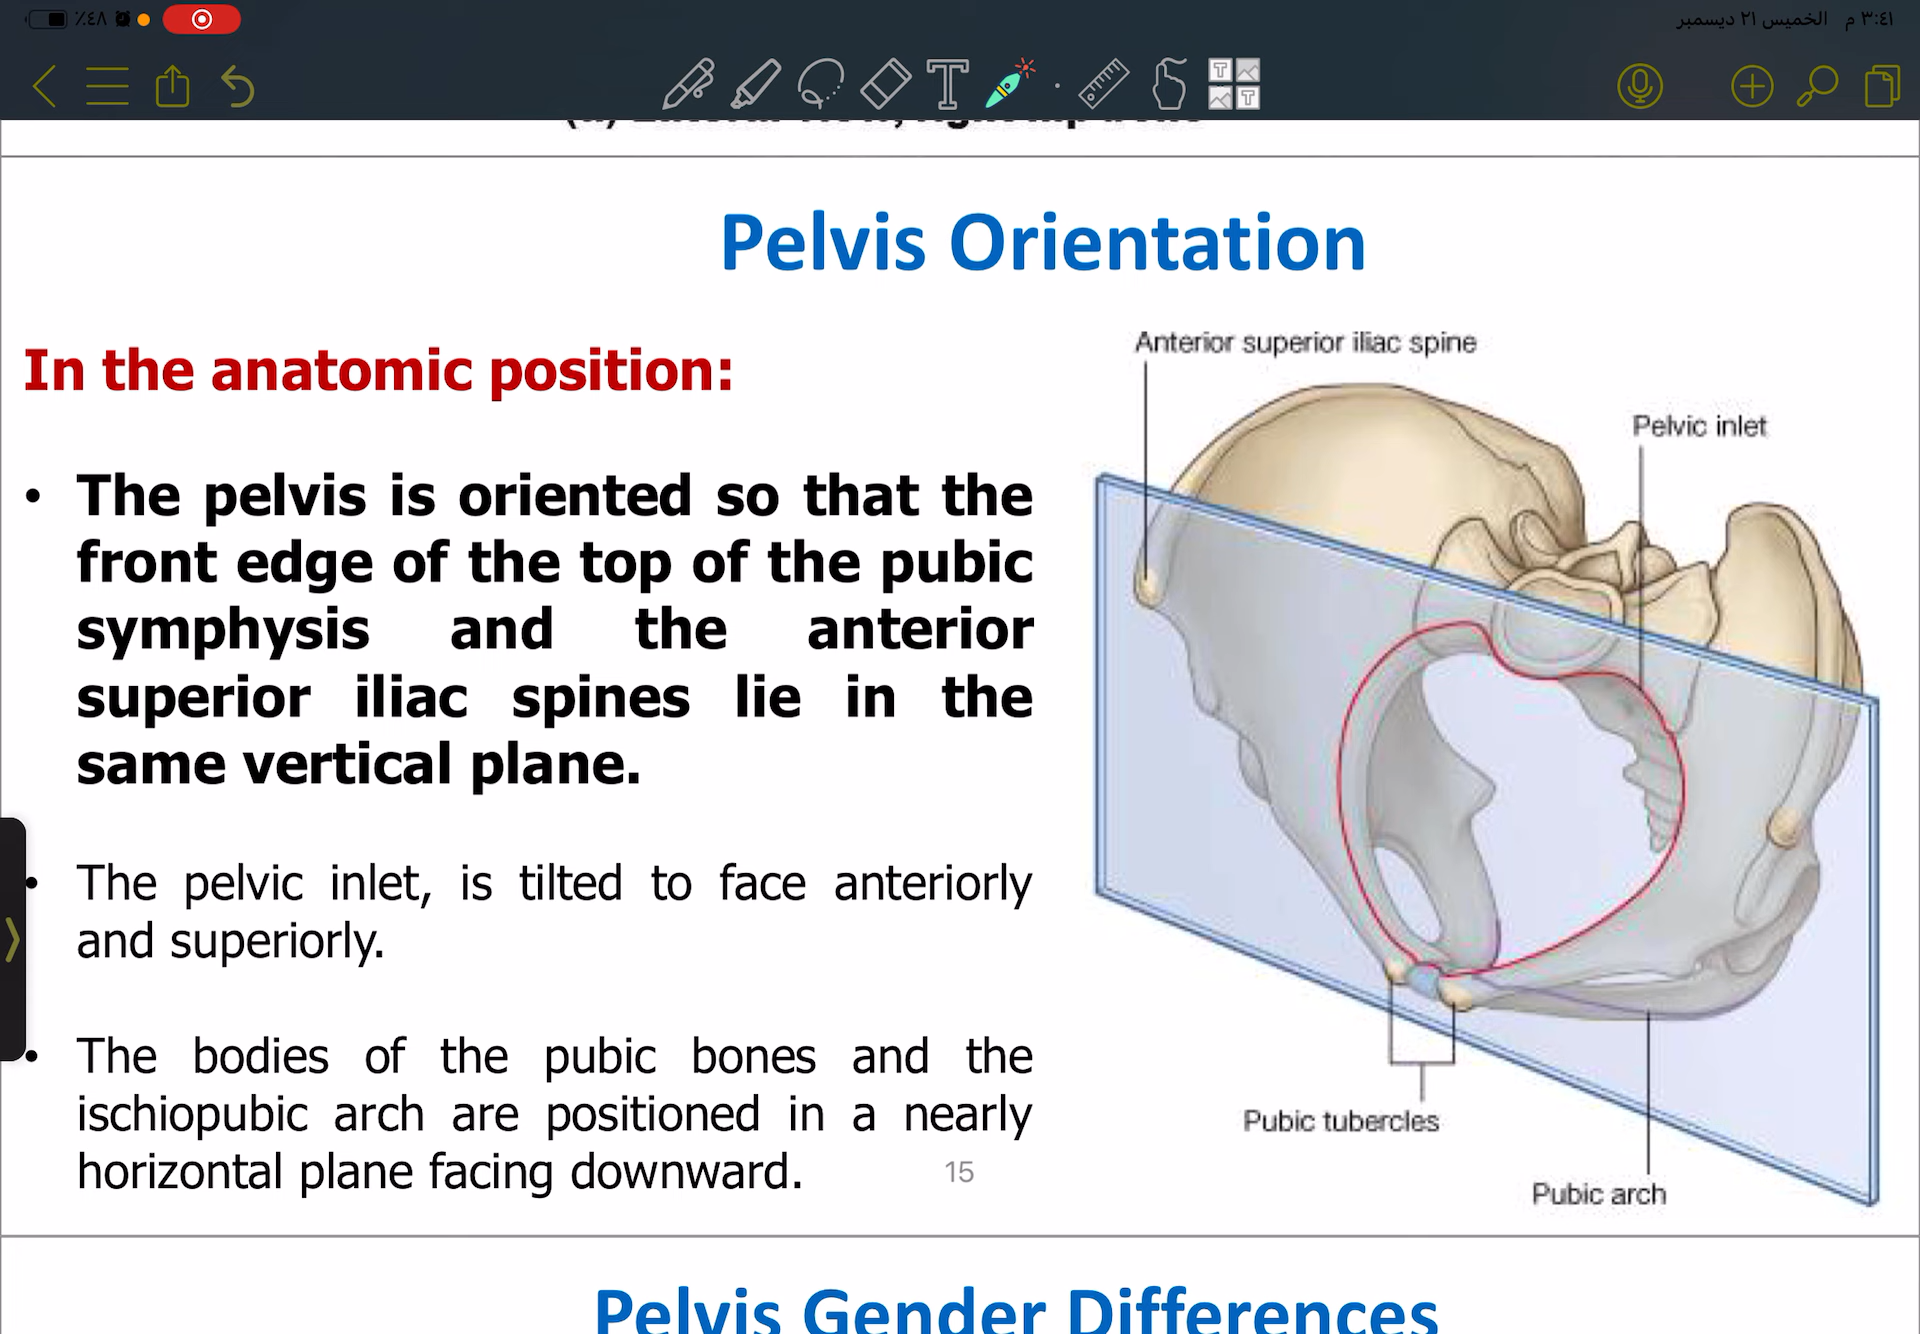 ٪٤٨
٣:٤١ م الخميس ٢١ ديسمبر
Pelvis Orientation
In the anatomic position:
• The pelvis is oriented so that the
front edge of the top of the pubic
symphysis and the anterior
superior iliac spines lie in the
same vertical plane.
• The pelvic inlet, is tilted to face anteriorly
and superiorly.
• The bodies of the pubic bones and the
ischiopubic arch are positioned in a nearly
horizontal plane facing downward.
15
Anterior superior iliac spine
Pelvic inlet
Pubic tubercles
Pubic arch
Pelvis Gender Differences